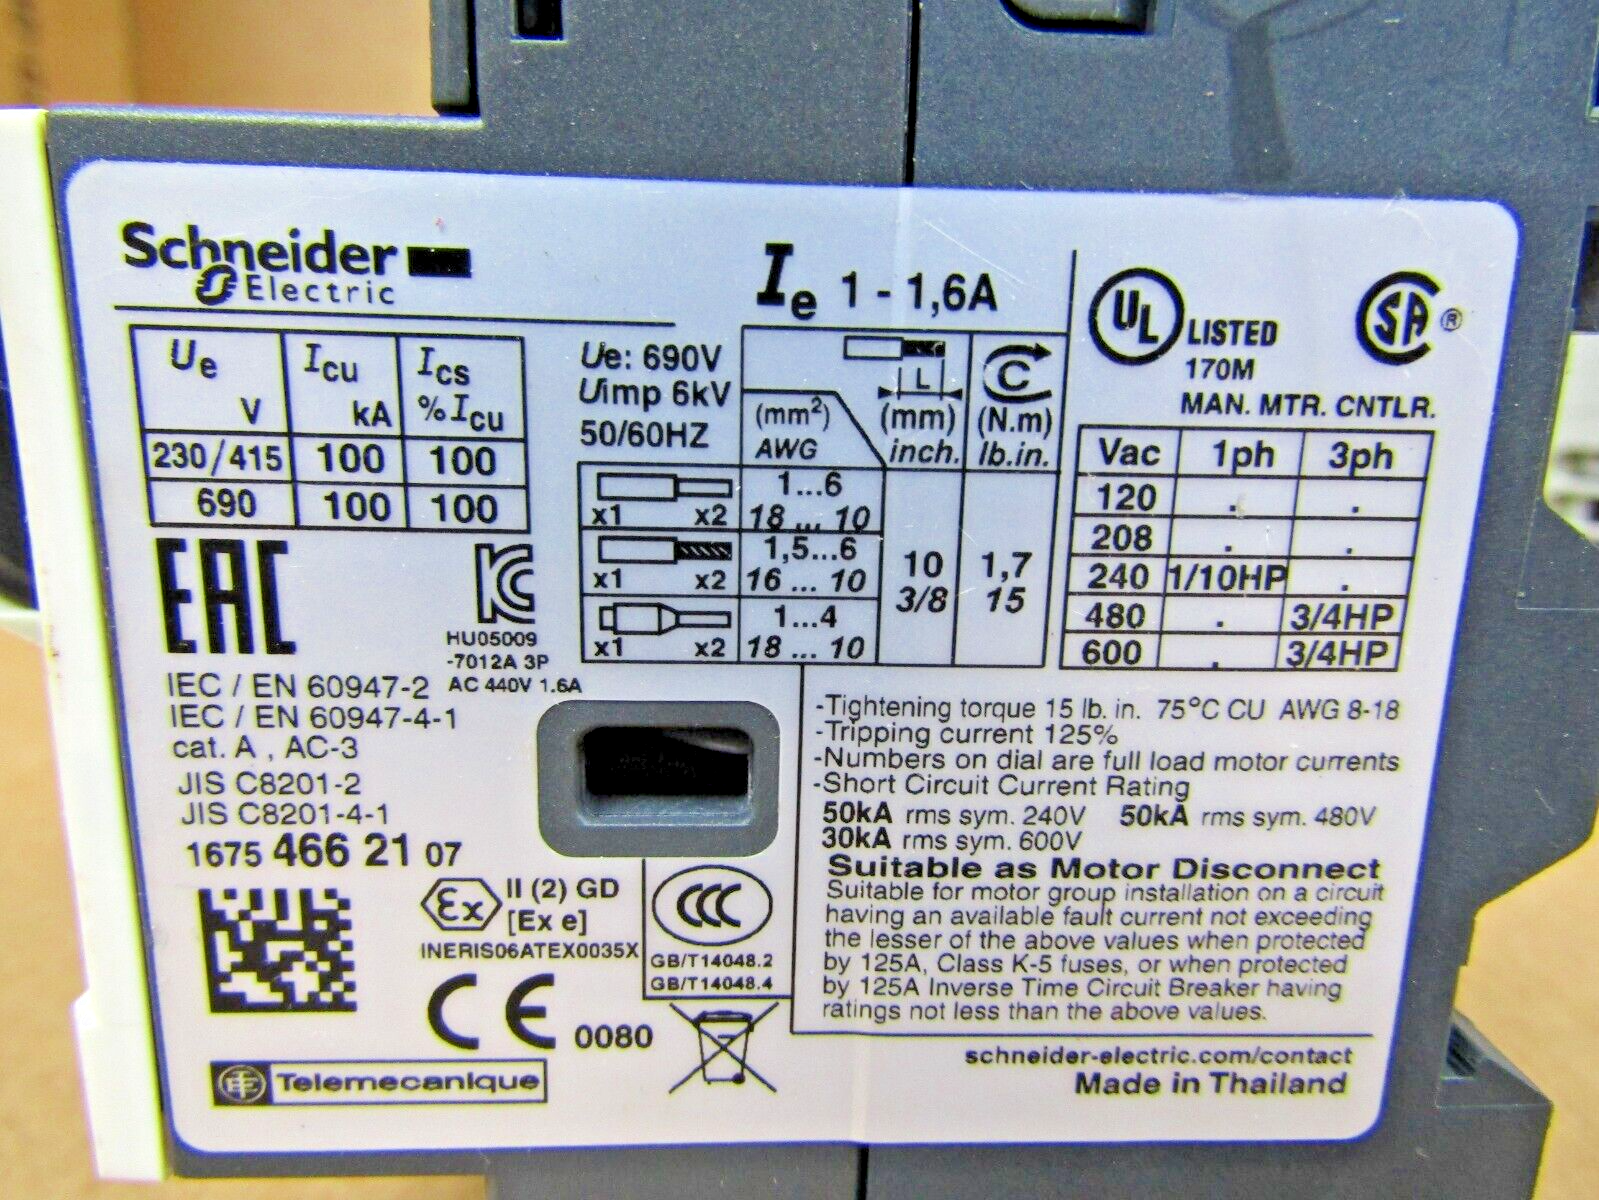 Schneider
Electric
Ie 1 - 1,6A
UL LISTED
170M
MAN. MTR. CNTLR.
SA ®
Ue V Icu kA Ics % Icu
230/415 100 100
690 100 100
Ue: 690V
Uimp 6kV
50/60HZ
(mm²) AWG
L (mm) inch.
C (N.m) lb.in.
x1 x2 1...6
18 ... 10
x1 x2 1,5...6
16 ... 10
x1 x2 1...4
18 ... 10
10
3/8
1,7
15
Vac 1ph 3ph
120 . .
208 . .
240 1/10HP .
480 . 3/4HP
600 . 3/4HP
EAC
KC
HU05009
-7012A 3P
AC 440V 1.6A
IEC / EN 60947-2
IEC / EN 60947-4-1
cat. A , AC-3
JIS C8201-2
JIS C8201-4-1
1675 466 21 07
Ex II (2) GD
[Ex e]
INERIS06ATEX0035X
CE 0080
CCC
GB/T14048.2
GB/T14048.4
Telemecanique
-Tightening torque 15 lb. in. 75°C CU AWG 8-18
-Tripping current 125%
-Numbers on dial are full load motor currents
-Short Circuit Current Rating
50kA rms sym. 240V 50kA rms sym. 480V
30kA rms sym. 600V
Suitable as Motor Disconnect
Suitable for motor group installation on a circuit
having an available fault current not exceeding
the lesser of the above values when protected
by 125A, Class K-5 fuses, or when protected
by 125A Inverse Time Circuit Breaker having
ratings not less than the above values.
schneider-electric.com/contact
Made in Thailand